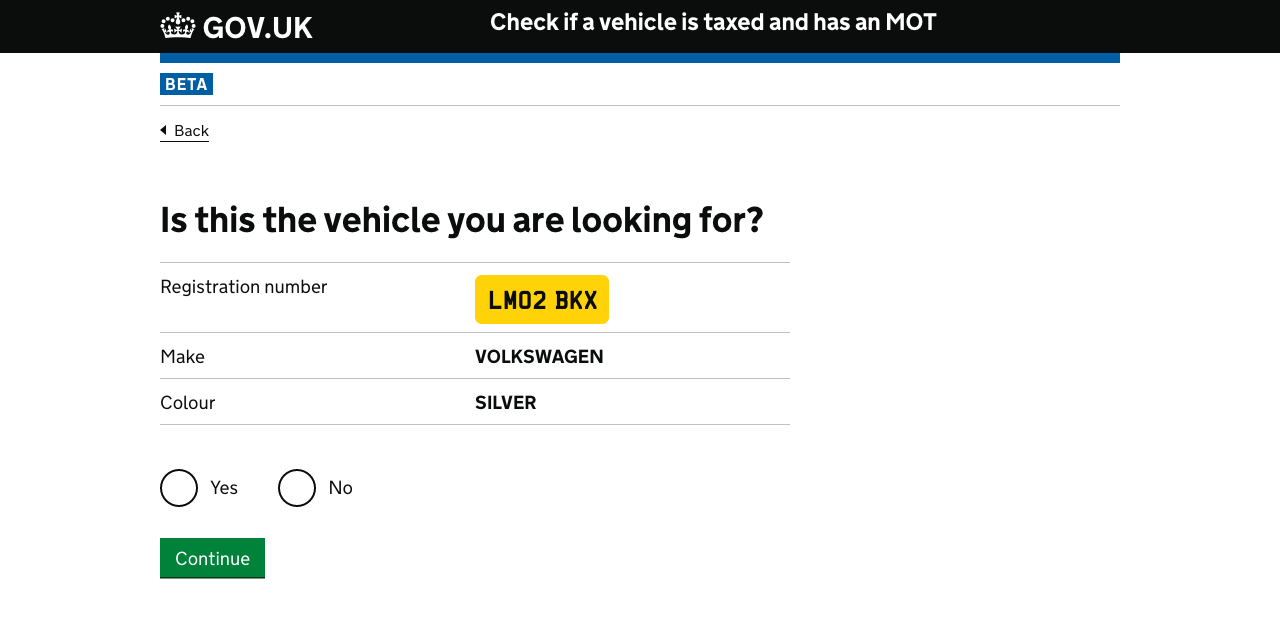 GOV.UK
Check if a vehicle is taxed and has an MOT
BETA
Back
Is this the vehicle you are looking for?
Registration number LM02 BKX
Make VOLKSWAGEN
Colour SILVER
Yes No
Continue